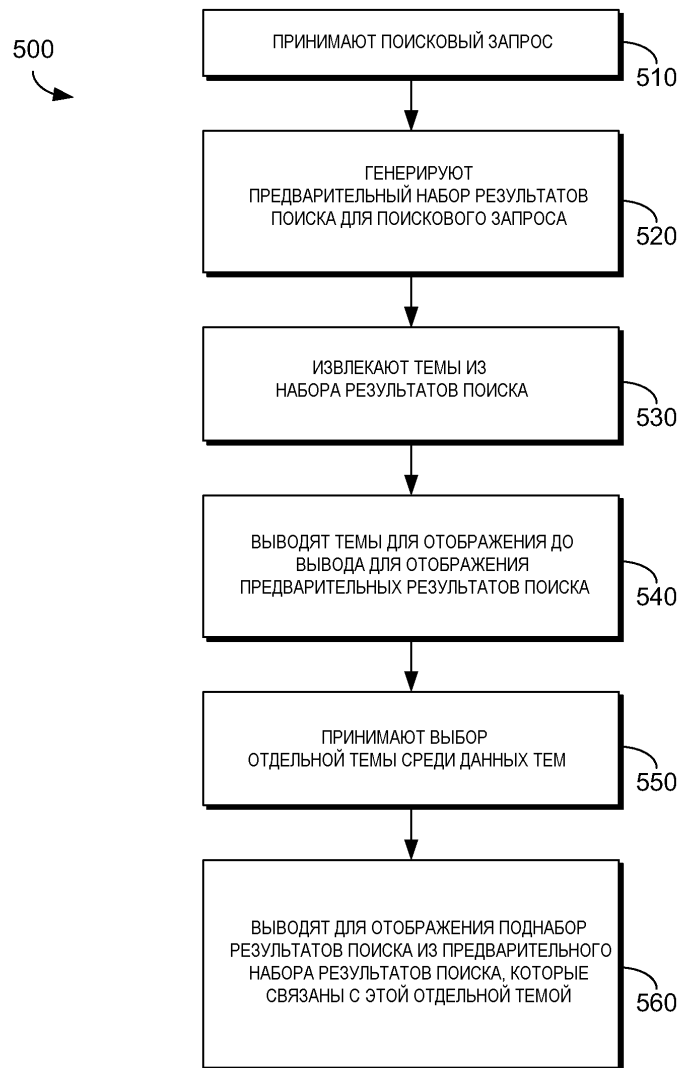 500
ПРИНИМАЮТ ПОИСКОВЫЙ ЗАПРОС
510
ГЕНЕРИРУЮТ
ПРЕДВАРИТЕЛЬНЫЙ НАБОР РЕЗУЛЬТАТОВ
ПОИСКА ДЛЯ ПОИСКОВОГО ЗАПРОСА
520
ИЗВЛЕКАЮТ ТЕМЫ ИЗ
НАБОРА РЕЗУЛЬТАТОВ ПОИСКА
530
ВЫВОДЯТ ТЕМЫ ДЛЯ ОТОБРАЖЕНИЯ ДО
ВЫВОДА ДЛЯ ОТОБРАЖЕНИЯ
ПРЕДВАРИТЕЛЬНЫХ РЕЗУЛЬТАТОВ ПОИСКА
540
ПРИНИМАЮТ ВЫБОР
ОТДЕЛЬНОЙ ТЕМЫ СРЕДИ ДАННЫХ ТЕМ
550
ВЫВОДЯТ ДЛЯ ОТОБРАЖЕНИЯ ПОДНАБОР
РЕЗУЛЬТАТОВ ПОИСКА ИЗ ПРЕДВАРИТЕЛЬНОГО
НАБОРА РЕЗУЛЬТАТОВ ПОИСКА, КОТОРЫЕ
СВЯЗАНЫ С ЭТОЙ ОТДЕЛЬНОЙ ТЕМОЙ
560